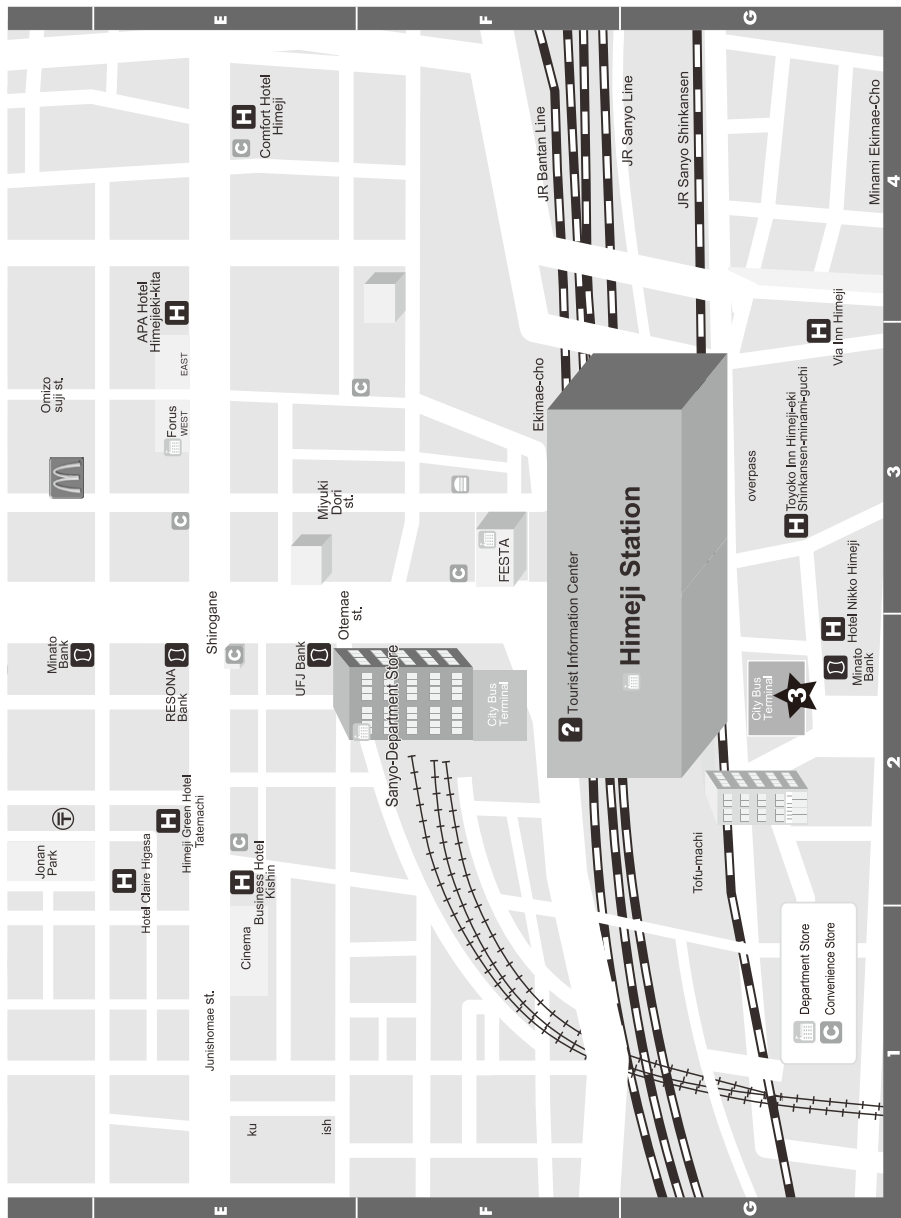 Jonan
Park
〒
Minato
Bank
Omizo
suji st.
Hotel Claire Higasa
Himeji Green Hotel
Tatemachi
H
H
RESONA
Bank
Forus
WEST
EAST
APA Hotel
Himejieki-kita
H
C
E
E
Junishomae st.
Shirogane
ku
ish
Cinema
Business Hotel
Kishin
H
C
C
UFJ Bank
Miyuki
Dori
st.
Otemae
st.
C
H
Comfort Hotel
Himeji
C
Sanyo-Department Store
City Bus
Terminal
C
FESTA
F
F
Ekimae-cho
JR Bantan Line
JR Sanyo Line
JR Sanyo Shinkansen
? Tourist Information Center
Himeji Station
Tofu-machi
overpass
G
G
City Bus
Terminal
3
Toyoko Inn Himeji-eki
Shinkansen-minami-guchi
H
H
Via Inn Himeji
H
Hotel Nikko Himeji
Minato
Bank
Minami Ekimae-Cho
Department Store
C Convenience Store
1
2
3
4